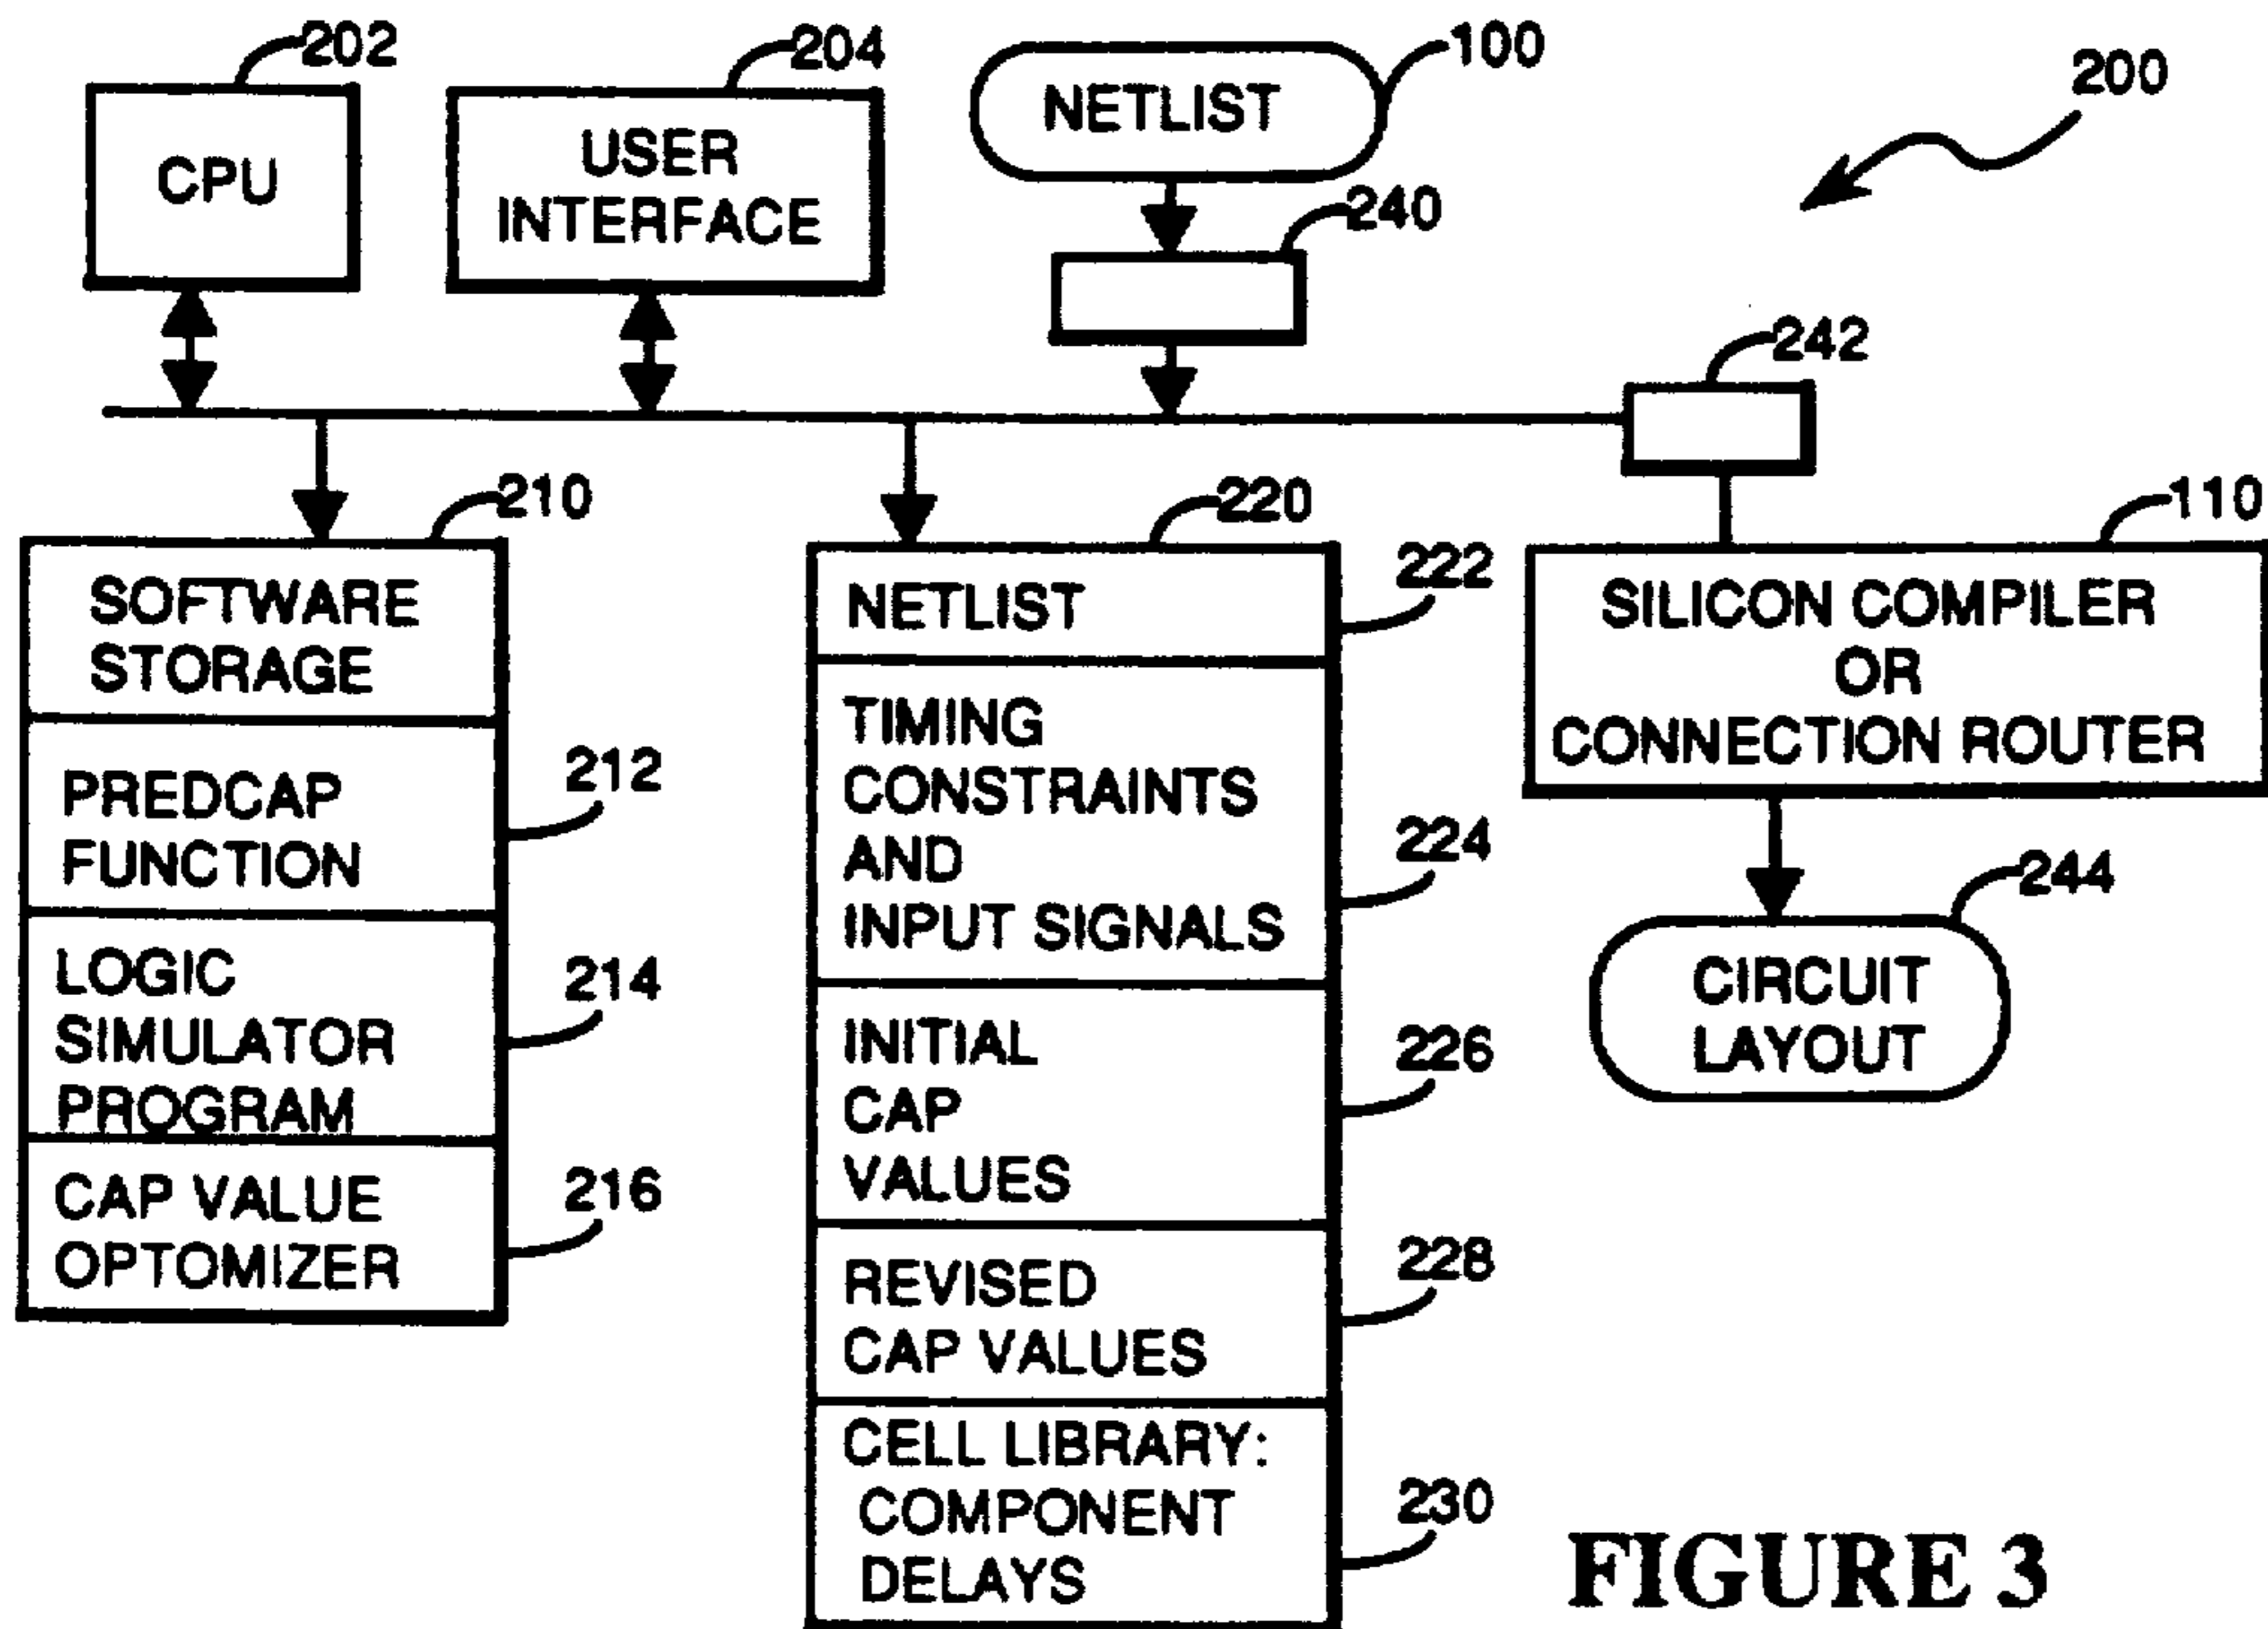 202
204
100
200
CPU
USER
INTERFACE
NETLIST
240
242
210
220
110
SOFTWARE
STORAGE
PREDCAP
FUNCTION
212
LOGIC
SIMULATOR
PROGRAM
214
CAP VALUE
OPTOMIZER
216
NETLIST
222
TIMING
CONSTRAINTS
AND
INPUT SIGNALS
224
INITIAL
CAP
VALUES
226
REVISED
CAP VALUES
228
CELL LIBRARY:
COMPONENT
DELAYS
230
SILICON COMPILER
OR
CONNECTION ROUTER
244
CIRCUIT
LAYOUT
FIGURE 3